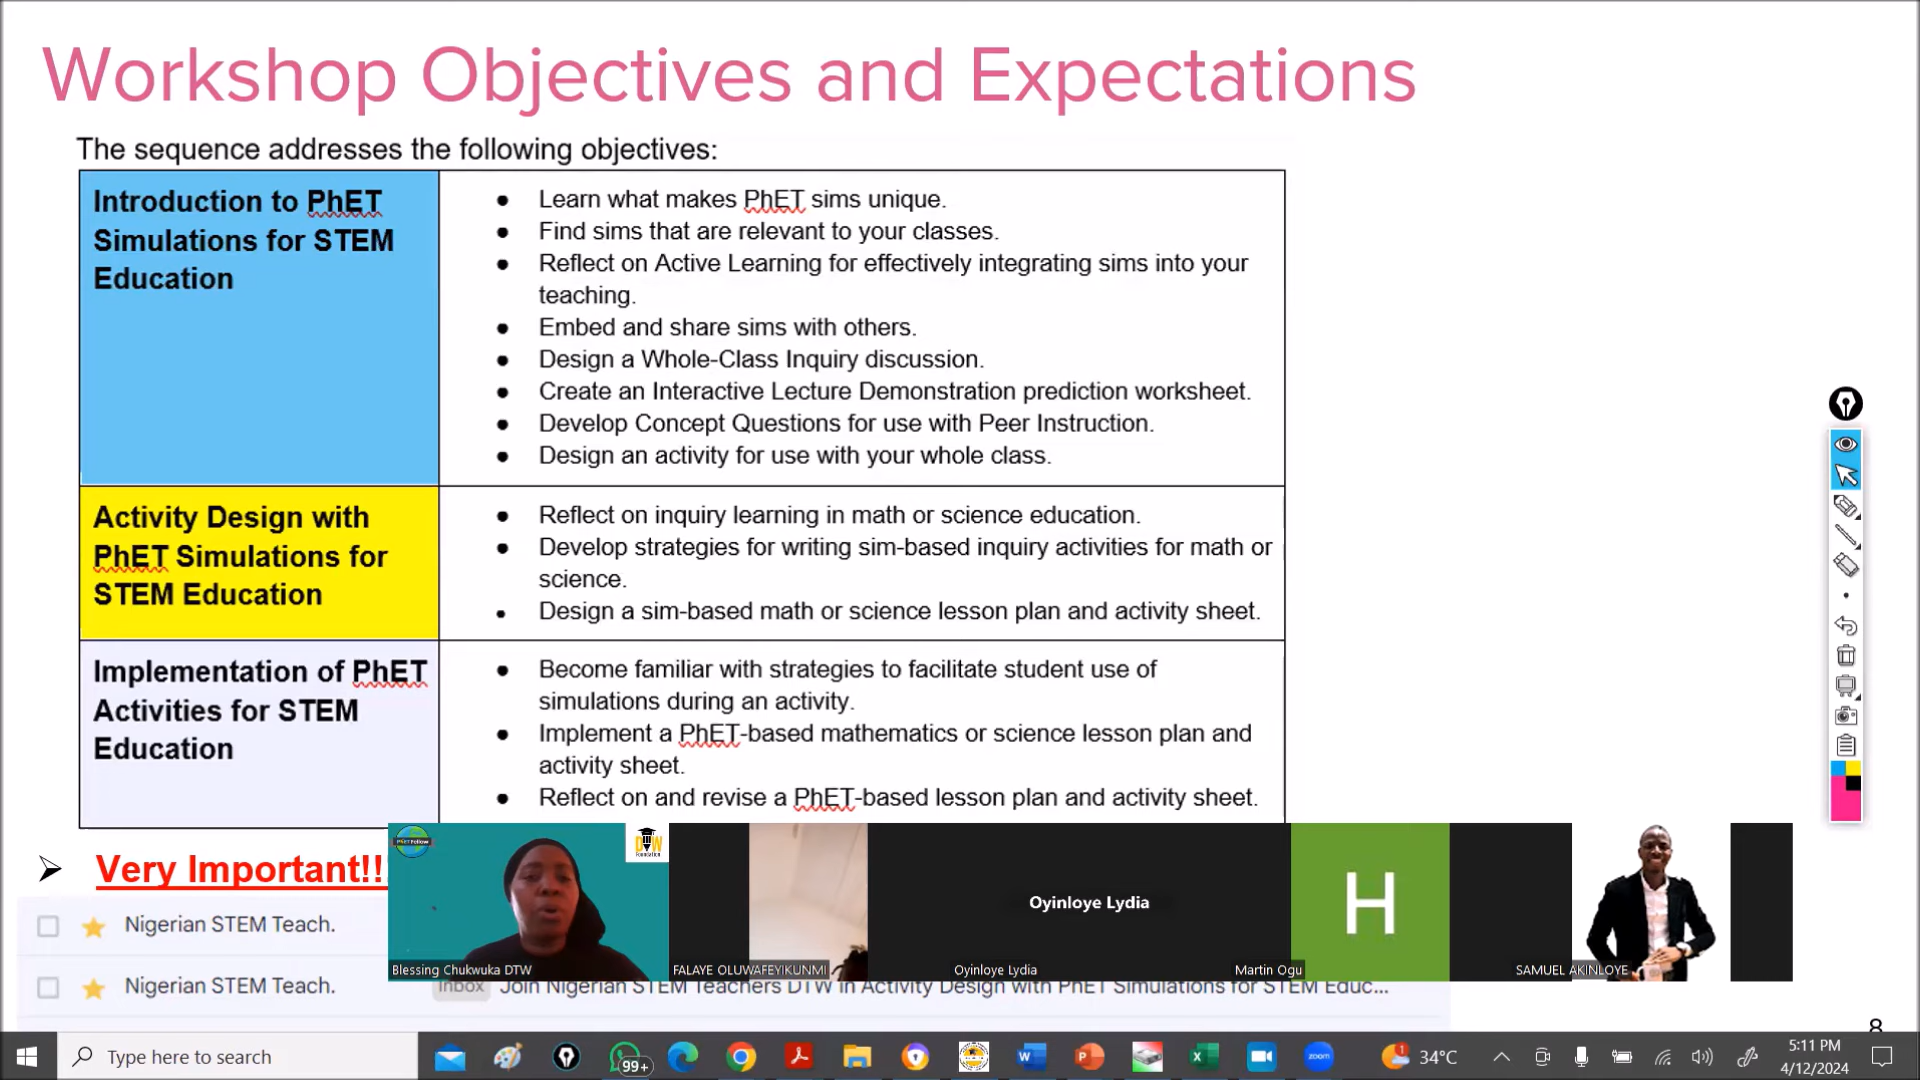 Workshop Objectives and Expectations
The sequence addresses the following objectives:
Introduction to PhET
Simulations for STEM
Education
• Learn what makes PhET sims unique.
• Find sims that are relevant to your classes.
• Reflect on Active Learning for effectively integrating sims into your
teaching.
• Embed and share sims with others.
• Design a Whole-Class Inquiry discussion.
• Create an Interactive Lecture Demonstration prediction worksheet.
• Develop Concept Questions for use with Peer Instruction.
• Design an activity for use with your whole class.
Activity Design with
PhET Simulations for
STEM Education
• Reflect on inquiry learning in math or science education.
• Develop strategies for writing sim-based inquiry activities for math or
science.
• Design a sim-based math or science lesson plan and activity sheet.
Implementation of PhET
Activities for STEM
Education
• Become familiar with strategies to facilitate student use of
simulations during an activity.
• Implement a PhET-based mathematics or science lesson plan and
activity sheet.
• Reflect on and revise a PhET-based lesson plan and activity sheet.
➢ Very Important!!
PhET Fellow
DTW
Foundation
Oyinloye Lydia
H
Blessing Chukwuka DTW
FALAYE OLUWAFEYIKUNMI
Oyinloye Lydia
Martin Ogu
SAMUEL AKINLOYE
Nigerian STEM Teach.
Nigerian STEM Teach.
Inbox Join Nigerian STEM Teachers DTW in Activity Design with PhET Simulations for STEM Educ...
8
Type here to search
99+
zoom
1
34°C
5:11 PM
4/12/2024